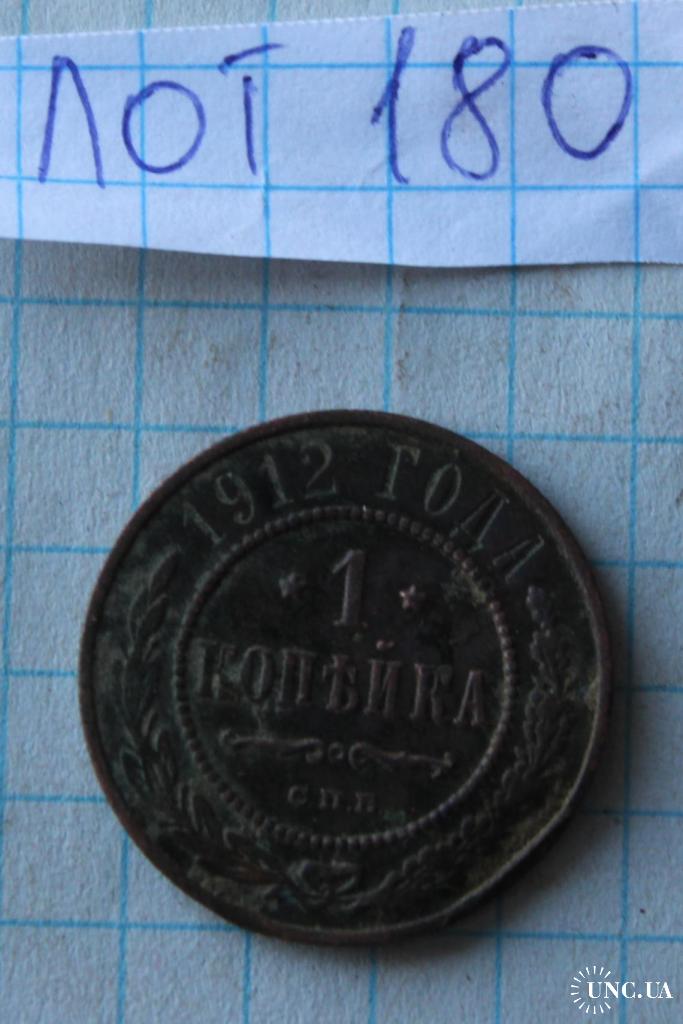 ЛОТ 180
1912 ГОДА
1
КОПѢЙКА
С.П.Б.
UNC.UA